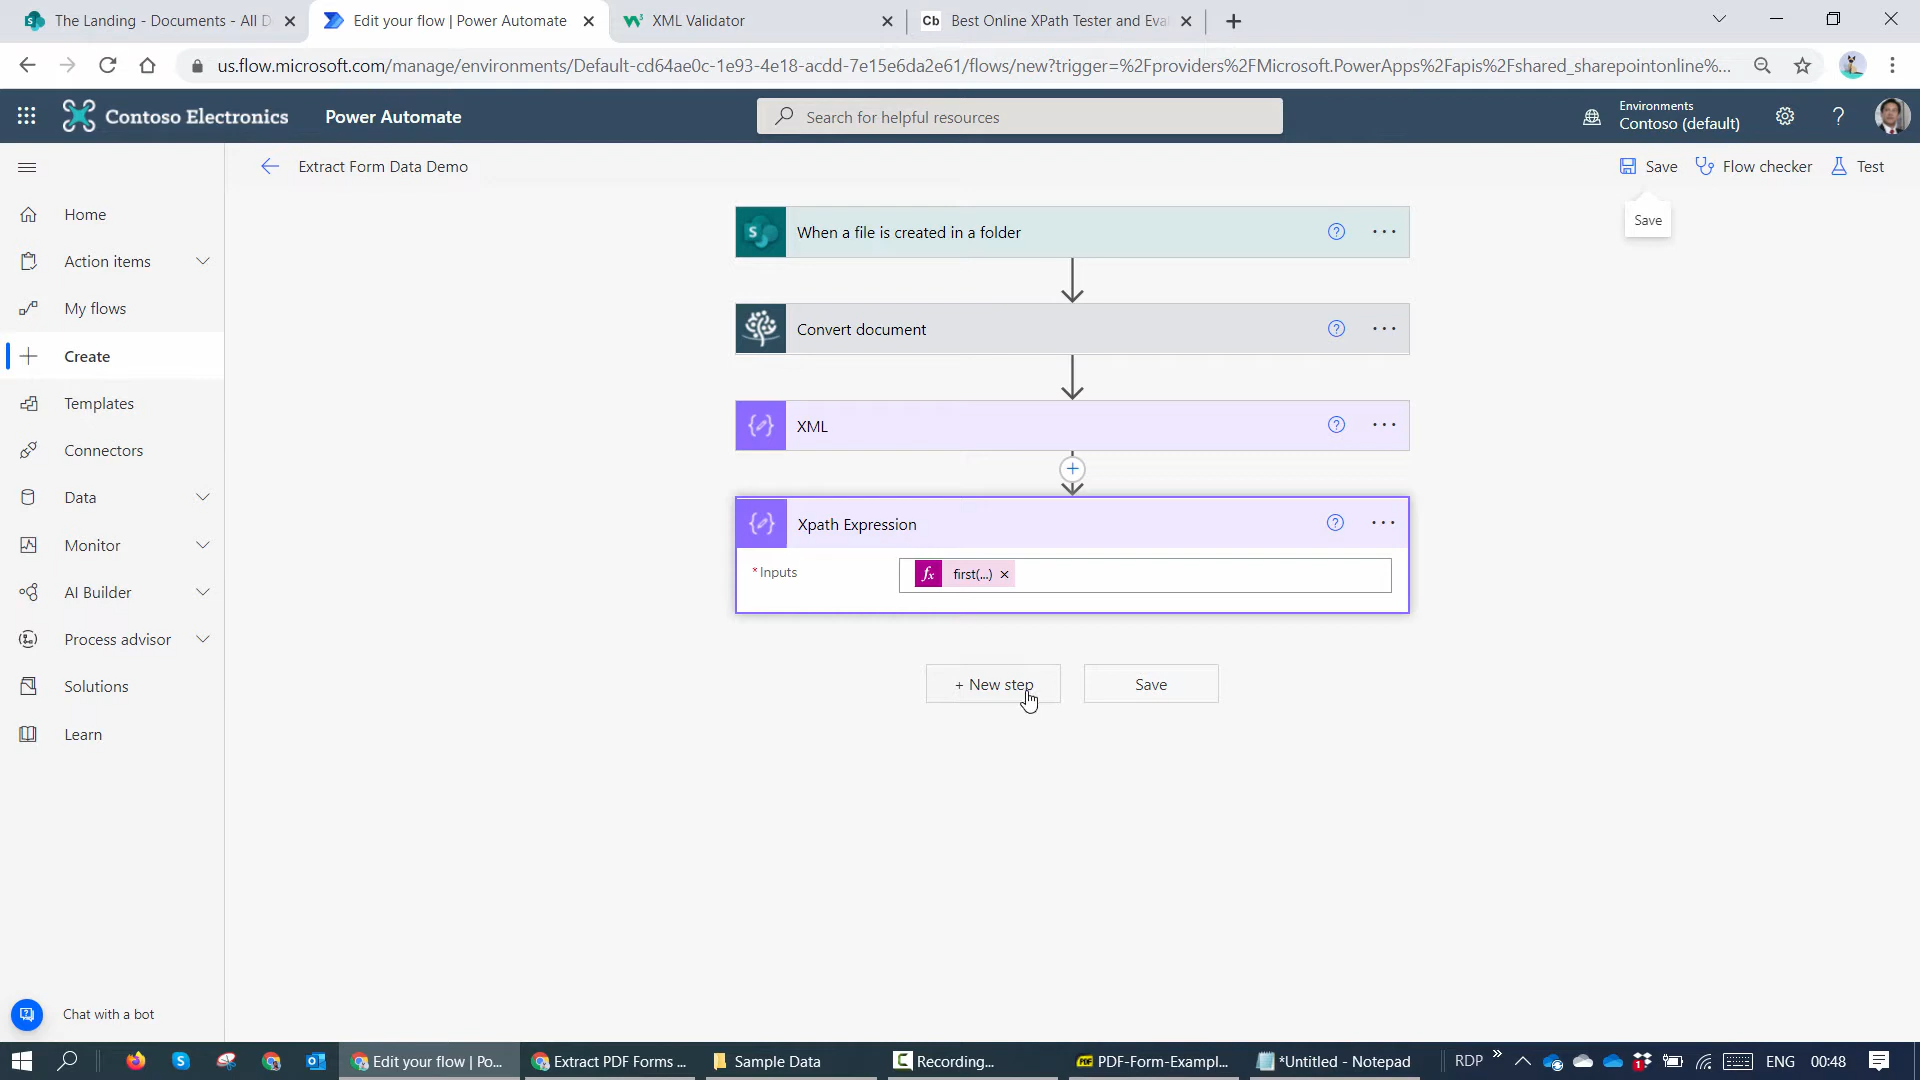 The Landing - Documents - All D
Edit your flow | Power Automate
XML Validator
Cb
Best Online XPath Tester and Eva
us.flow.microsoft.com/manage/environments/Default-cd64ae0c-1e93-4e18-acdd-7e15e6da2e61/flows/new?trigger=%2Fproviders%2FMicrosoft.PowerApps%2Fapis%2Fshared_sharepointonline%...
Contoso Electronics
Power Automate
Search for helpful resources
Environments
Contoso (default)
Extract Form Data Demo
Save
Flow checker
Test
Save
Home
Action items
My flows
Create
Templates
Connectors
Data
Monitor
AI Builder
Process advisor
Solutions
Learn
Chat with a bot
When a file is created in a folder
Convert document
XML
Xpath Expression
* Inputs
fx first(...)
+ New step
Save
Edit your flow | Po...
Extract PDF Forms ...
Sample Data
Recording...
PDF-Form-Exampl...
*Untitled - Notepad
RDP
ENG
00:48